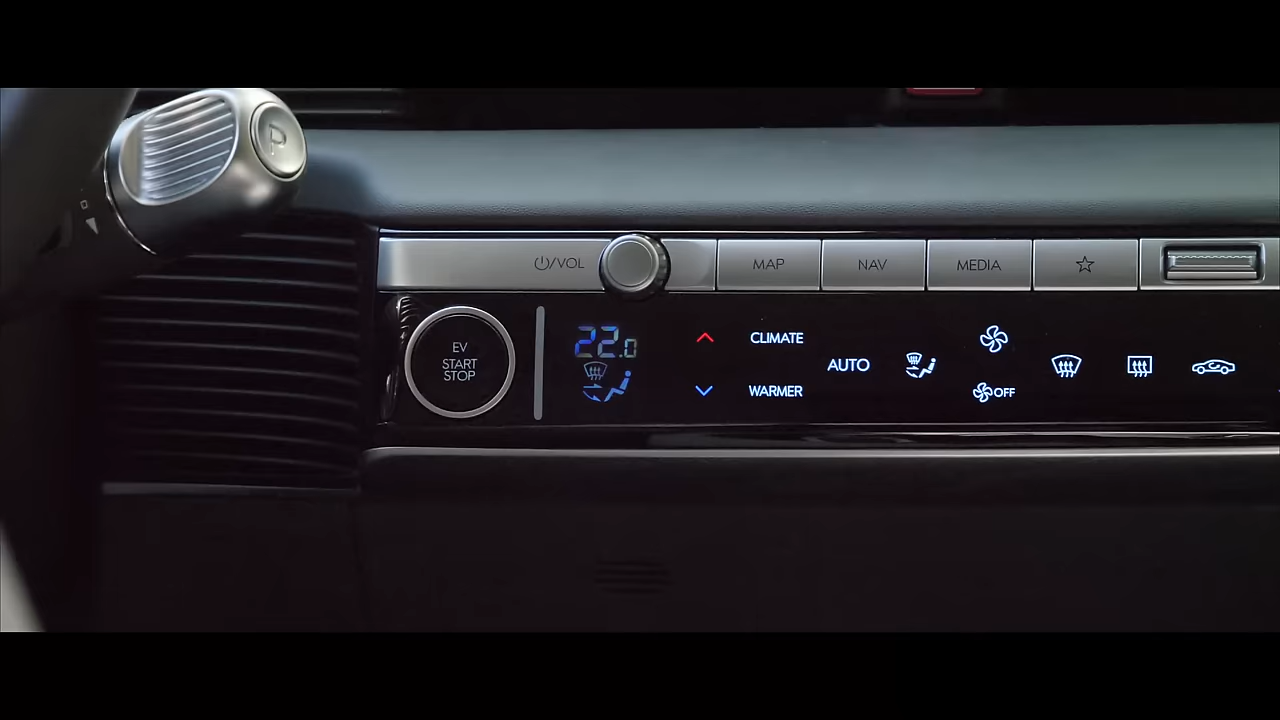 P
⏻/VOL
MAP
NAV
MEDIA
EV
START
STOP
22.0
CLIMATE
WARMER
AUTO
OFF